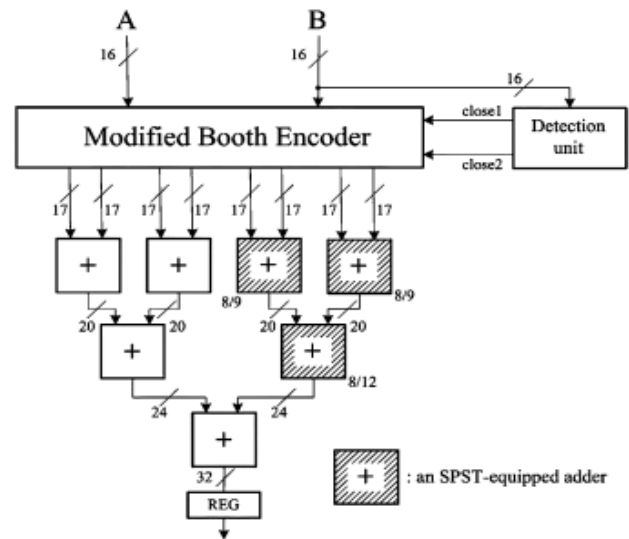 A B
16 16
16
close1
Modified Booth Encoder
Detection
unit
close2
17 17 17 17 17 17 17 17
+ + + +
8/9 8/9
20 20 20 20
+ +
8/12
24 24
+
32
+ : an SPST-equipped adder
REG